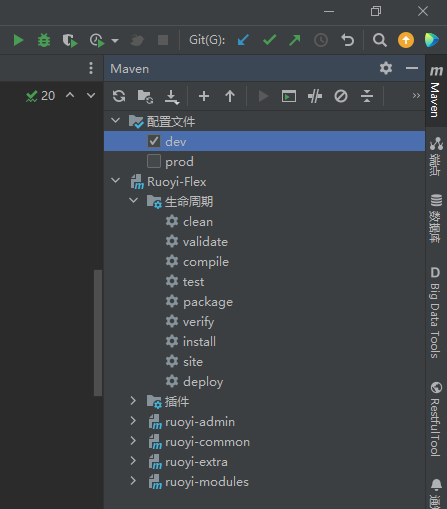 Git(G):
20
Maven
配置文件
dev
prod
Ruoyi-Flex
生命周期
clean
validate
compile
test
package
verify
install
site
deploy
插件
ruoyi-admin
ruoyi-common
ruoyi-extra
ruoyi-modules
Maven
端点
数据库
Big Data Tools
RestfulTool